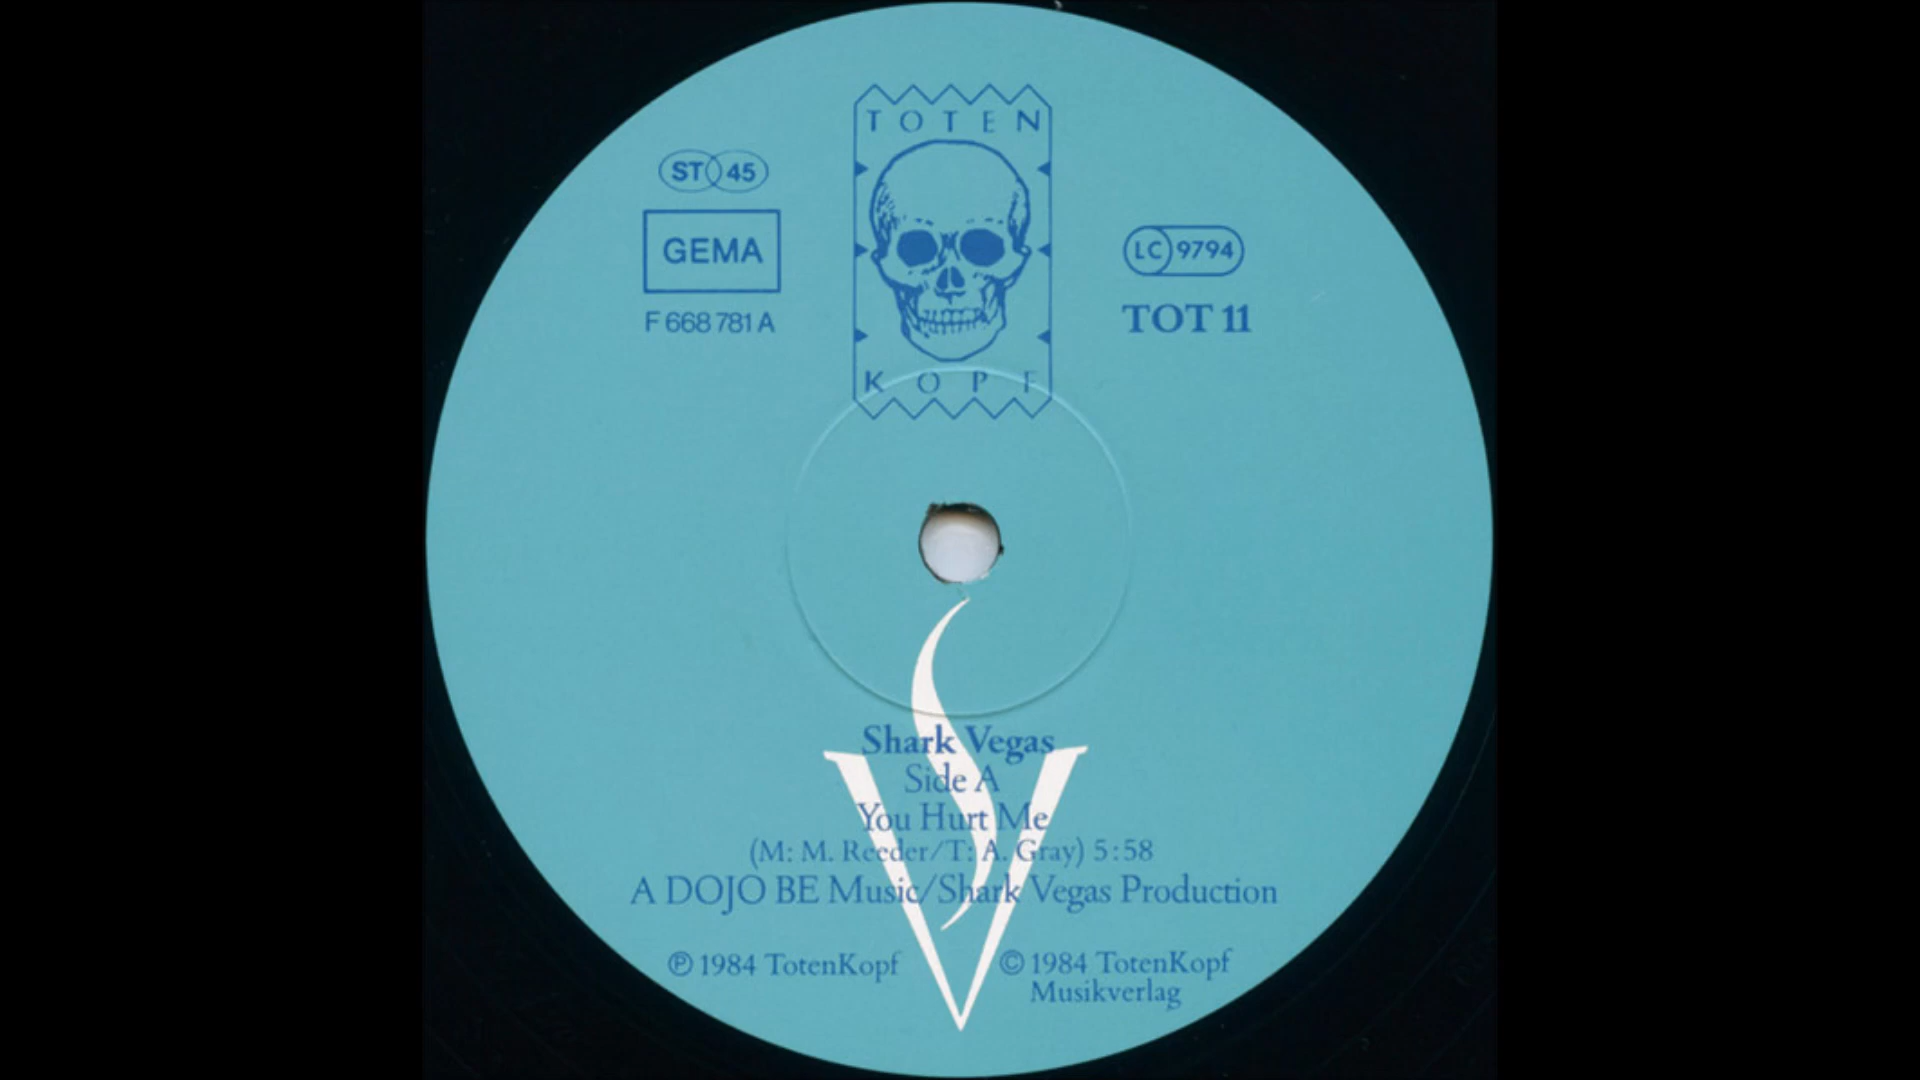 TOTEN
ST 45
GEMA
LC 9794
F 668 781 A
TOT 11
KOPF
Shark Vegas
Side A
You Hurt Me
(M: M. Reeder/T: A. Gray) 5:58
A DOJO BE Music/Shark Vegas Production
℗ 1984 TotenKopf
© 1984 TotenKopf
Musikverlag